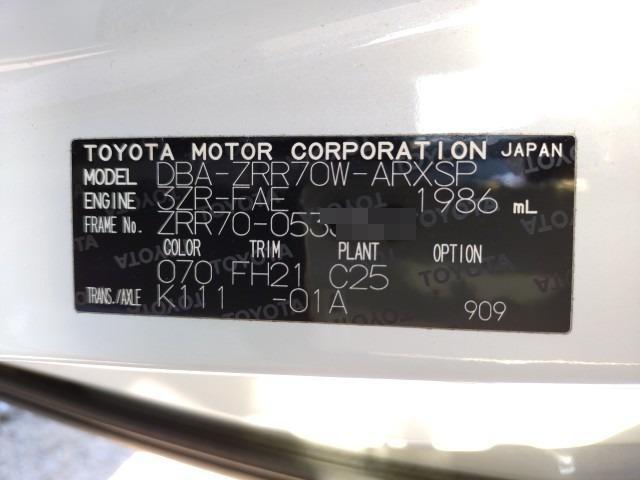 TOYOTA MOTOR CORPORATION JAPAN
MODEL DBA-ZRR70W-ARXSP
ENGINE 3ZR-FAE 1986 mL
FRAME No. ZRR70-053
COLOR TRIM PLANT OPTION
070 FH21 C25
TRANS./AXLE K111 -01A 909